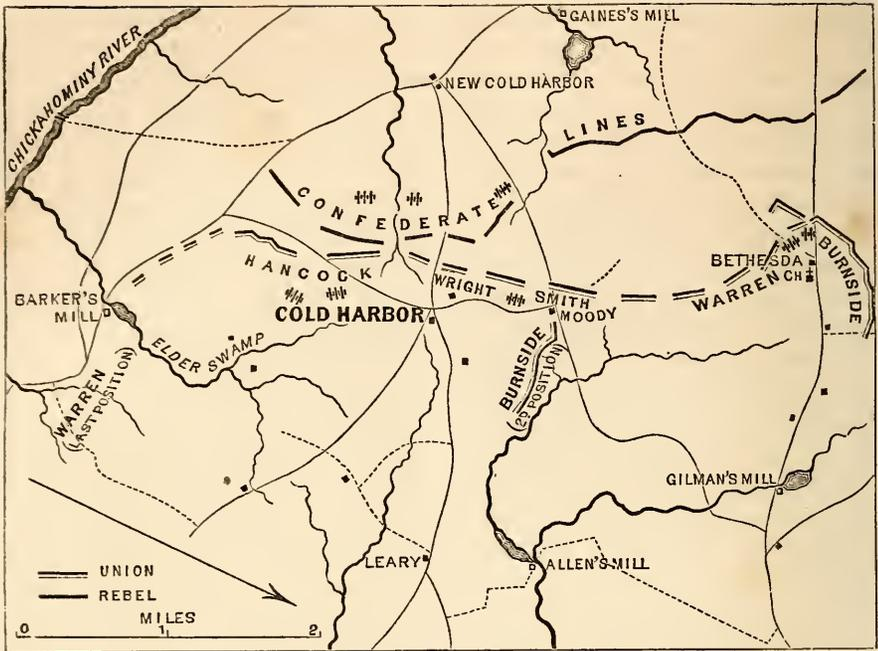 GAINES'S MILL
CHICKAHOMINY RIVER
NEW COLD HARBOR
LINES
CONFEDERATE
HANCOCK
WRIGHT
SMITH
MOODY
BETHESDA
CH
WARREN
BURNSIDE
BARKER'S
MILL
COLD HARBOR
ELDER SWAMP
BURNSIDE
(2D POSITION)
WARREN
(LAST POSITION)
GILMAN'S MILL
LEARY
ALLEN'S MILL
UNION
REBEL
MILES
0 1 2